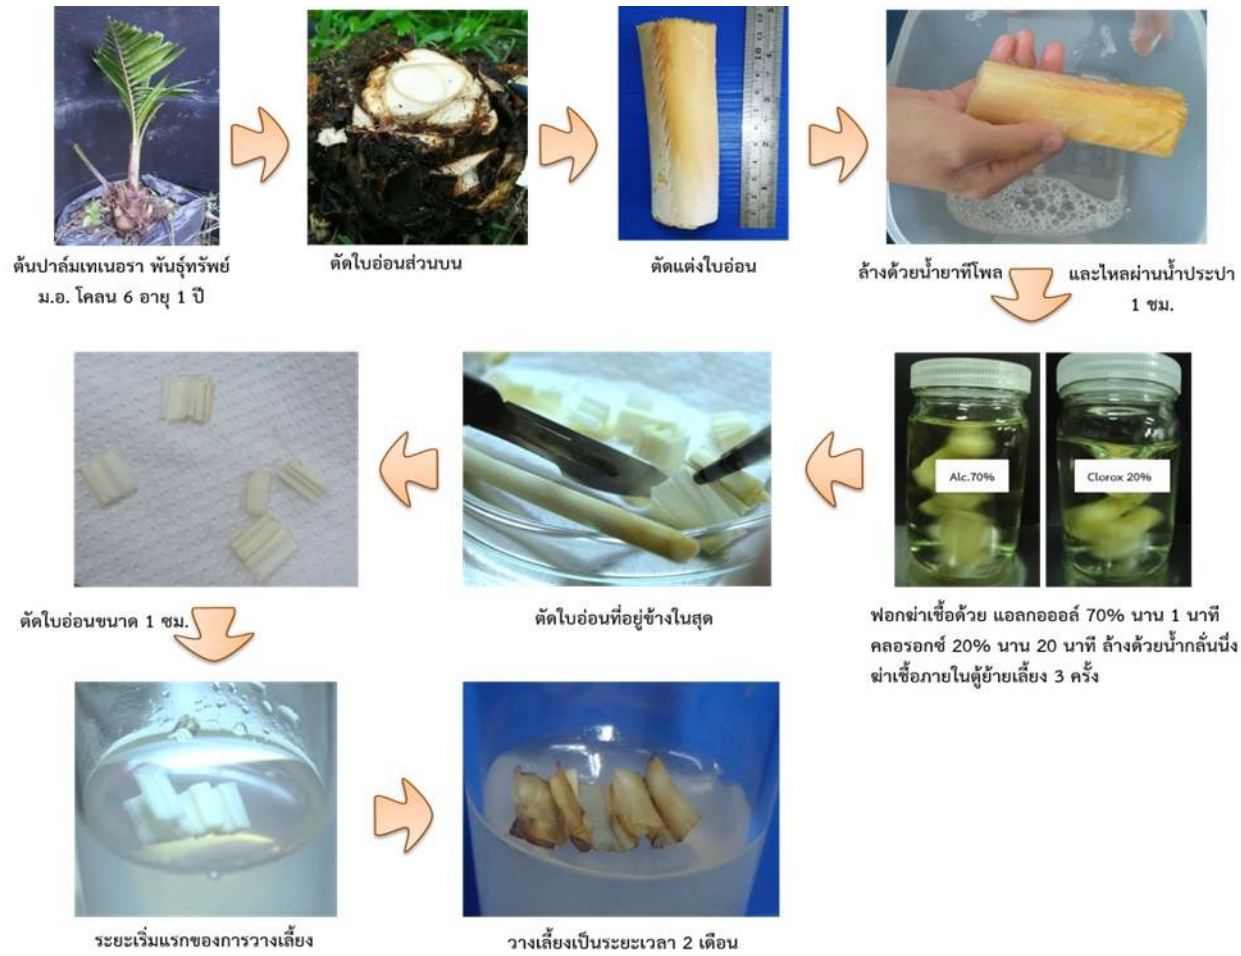 ต้นปาล์มเทเนอรา พันธุ์ทรัพย์
ม.อ. โคลน 6 อายุ 1 ปี
ตัดใบอ่อนส่วนบน
ตัดแต่งใบอ่อน
ล้างด้วยน้ำยาทีโพล
และไหลผ่านน้ำประปา
1 ชม.
Alc.70%
Clorox 20%
ฟอกฆ่าเชื้อด้วย แอลกอออล์ 70% นาน 1 นาที
คลอรอกซ์ 20% นาน 20 นาที ล้างด้วยน้ำกลั่นนึ่ง
ฆ่าเชื้อภายในตู้ย้ายเลี้ยง 3 ครั้ง
ตัดใบอ่อนที่อยู่ข้างในสุด
ตัดใบอ่อนขนาด 1 ซม.
ระยะเริ่มแรกของการวางเลี้ยง
วางเลี้ยงเป็นระยะเวลา 2 เดือน